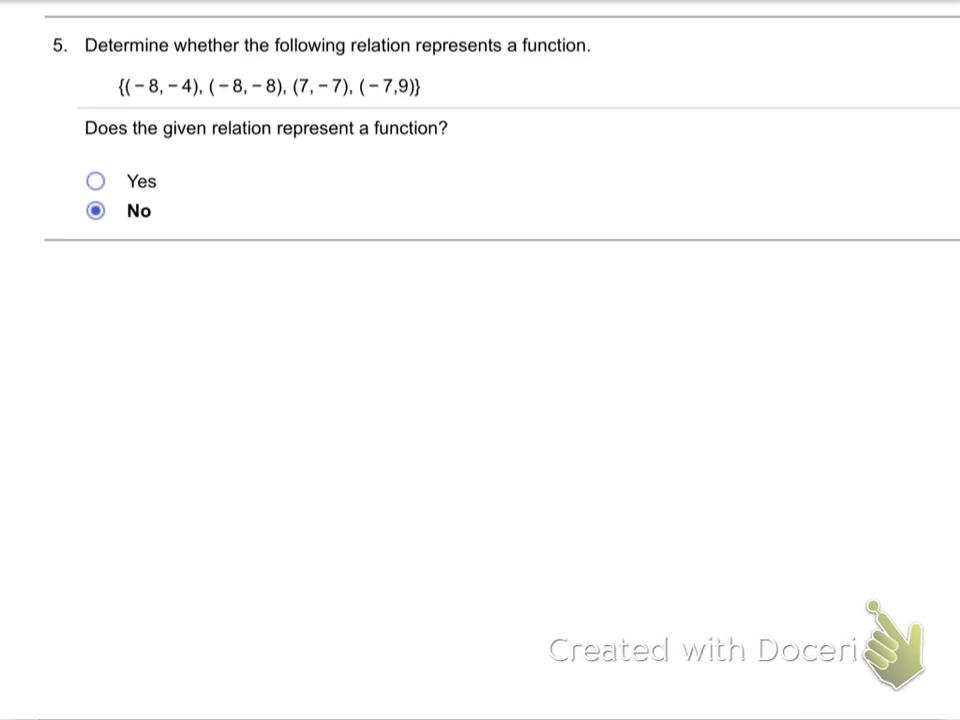 5. Determine whether the following relation represents a function.
{( − 8, − 4), ( − 8, − 8), (7, − 7), ( − 7,9)}
Does the given relation represent a function?
Yes
No
Created with Doceri